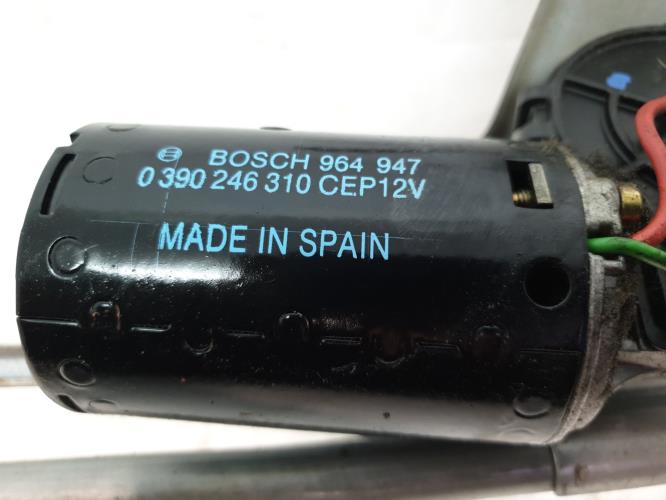 BOSCH 964 947
0 390 246 310 CEP12V
MADE IN SPAIN